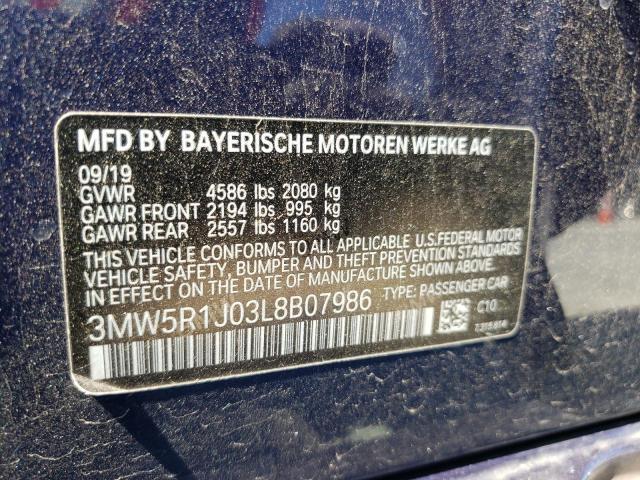 MFD BY BAYERISCHE MOTOREN WERKE AG
09/19
GVWR 4586 lbs 2080 kg
GAWR FRONT 2194 lbs 995 kg
GAWR REAR 2557 lbs 1160 kg
THIS VEHICLE CONFORMS TO ALL APPLICABLE U.S.FEDERAL MOTOR
VEHICLE SAFETY, BUMPER AND THEFT PREVENTION STANDARDS
IN EFFECT ON THE DATE OF MANUFACTURE SHOWN ABOVE.
3MW5R1J03L8B07986 TYPE: PASSENGER CAR
C10